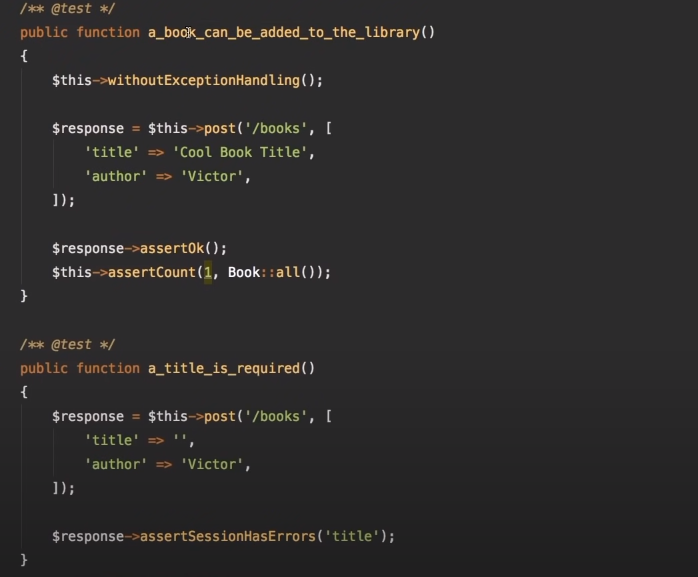 /** @test */
public function a_book_can_be_added_to_the_library()
{
$this->withoutExceptionHandling();
$response = $this->post('/books', [
'title' => 'Cool Book Title',
'author' => 'Victor',
]);
$response->assertOk();
$this->assertCount(1, Book::all());
}
/** @test */
public function a_title_is_required()
{
$response = $this->post('/books', [
'title' => '',
'author' => 'Victor',
]);
$response->assertSessionHasErrors('title');
}